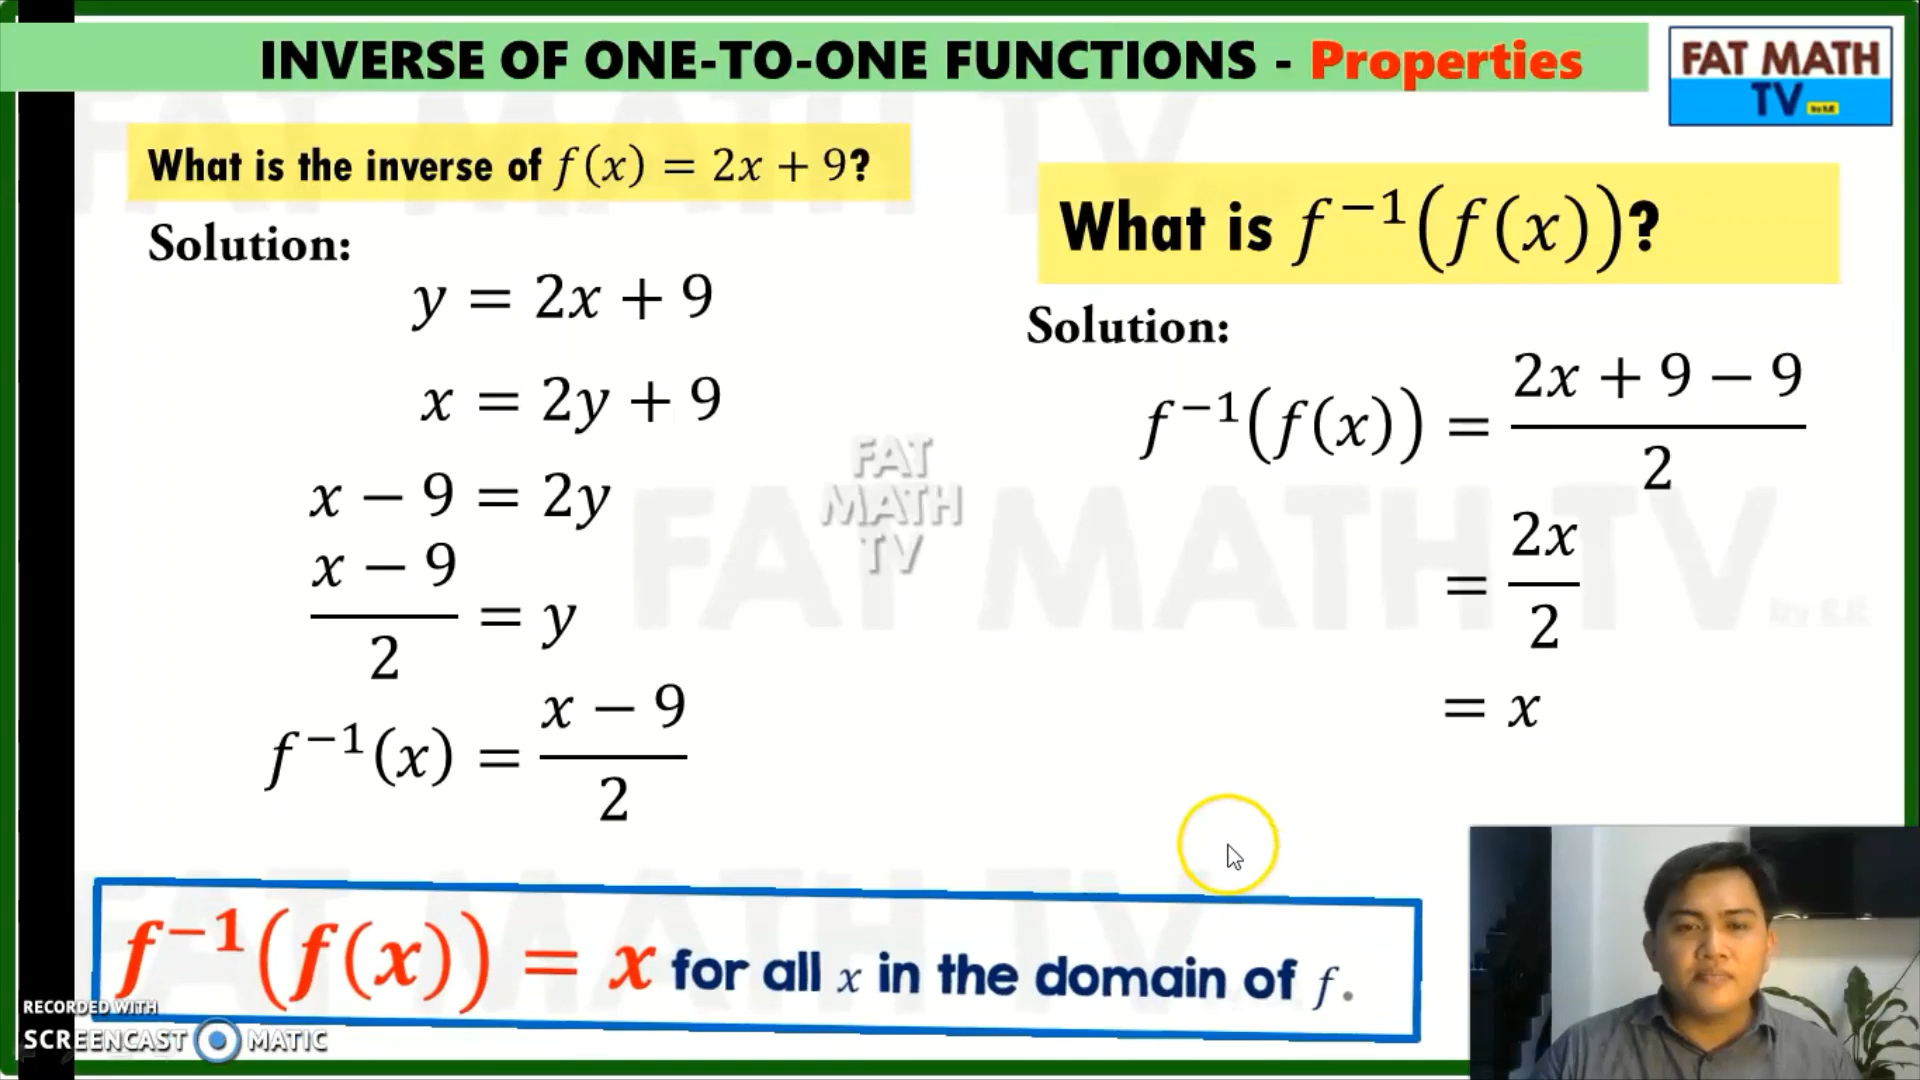 INVERSE OF ONE-TO-ONE FUNCTIONS - Properties
FAT MATH
TV
What is the inverse of f(x) = 2x + 9?
Solution:
y = 2x + 9
x = 2y + 9
x − 9 = 2y
(x − 9)/2 = y
f⁻¹(x) = (x − 9)/2
What is f⁻¹(f(x))?
Solution:
f⁻¹(f(x)) = (2x + 9 − 9)/2
= 2x/2
= x
FAT
MATH
TV
FAT MATH TV
f⁻¹(f(x)) = x for all x in the domain of f.
RECORDED WITH
SCREENCAST MATIC